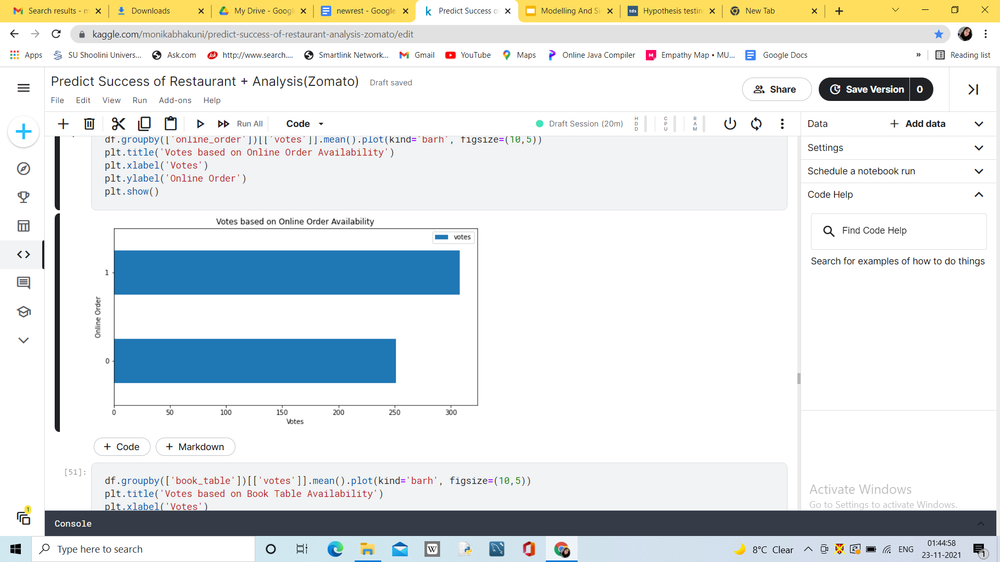 Search results - m
Downloads
My Drive - Googl
newrest - Google
Predict Success o
Modelling And Si
tds
Hypothesis testin
New Tab
kaggle.com/monikabhakuni/predict-success-of-restaurant-analysis-zomato/edit
Apps
SU Shoolini Univers...
Ask.com
http://www.search....
Smartlink Network...
Gmail
YouTube
Maps
Online Java Compiler
Empathy Map • MU...
Google Docs
»
Reading list
Predict Success of Restaurant + Analysis(Zomato)
Draft saved
Share
Save Version
0
File Edit View Run Add-ons Help
Run All
Code
Draft Session (20m)
HDD
CPU
RAM
Data
+ Add data
Settings
Schedule a notebook run
Code Help
Find Code Help
Search for examples of how to do things
df.groupby(['online_order'])[['votes']].mean().plot(kind='barh', figsize=(10,5))
plt.title('Votes based on Online Order Availability')
plt.xlabel('Votes')
plt.ylabel('Online Order')
plt.show()
Votes based on Online Order Availability
votes
1
Online Order
0
0 50 100 150 200 250 300
Votes
+ Code
+ Markdown
[51]:
df.groupby(['book_table'])[['votes']].mean().plot(kind='barh', figsize=(10,5))
plt.title('Votes based on Book Table Availability')
plt.xlabel('Votes')
Activate Windows
Go to Settings to activate Windows.
1
Console
Type here to search
W
8°C Clear
ENG
01:44:58
23-11-2021
1